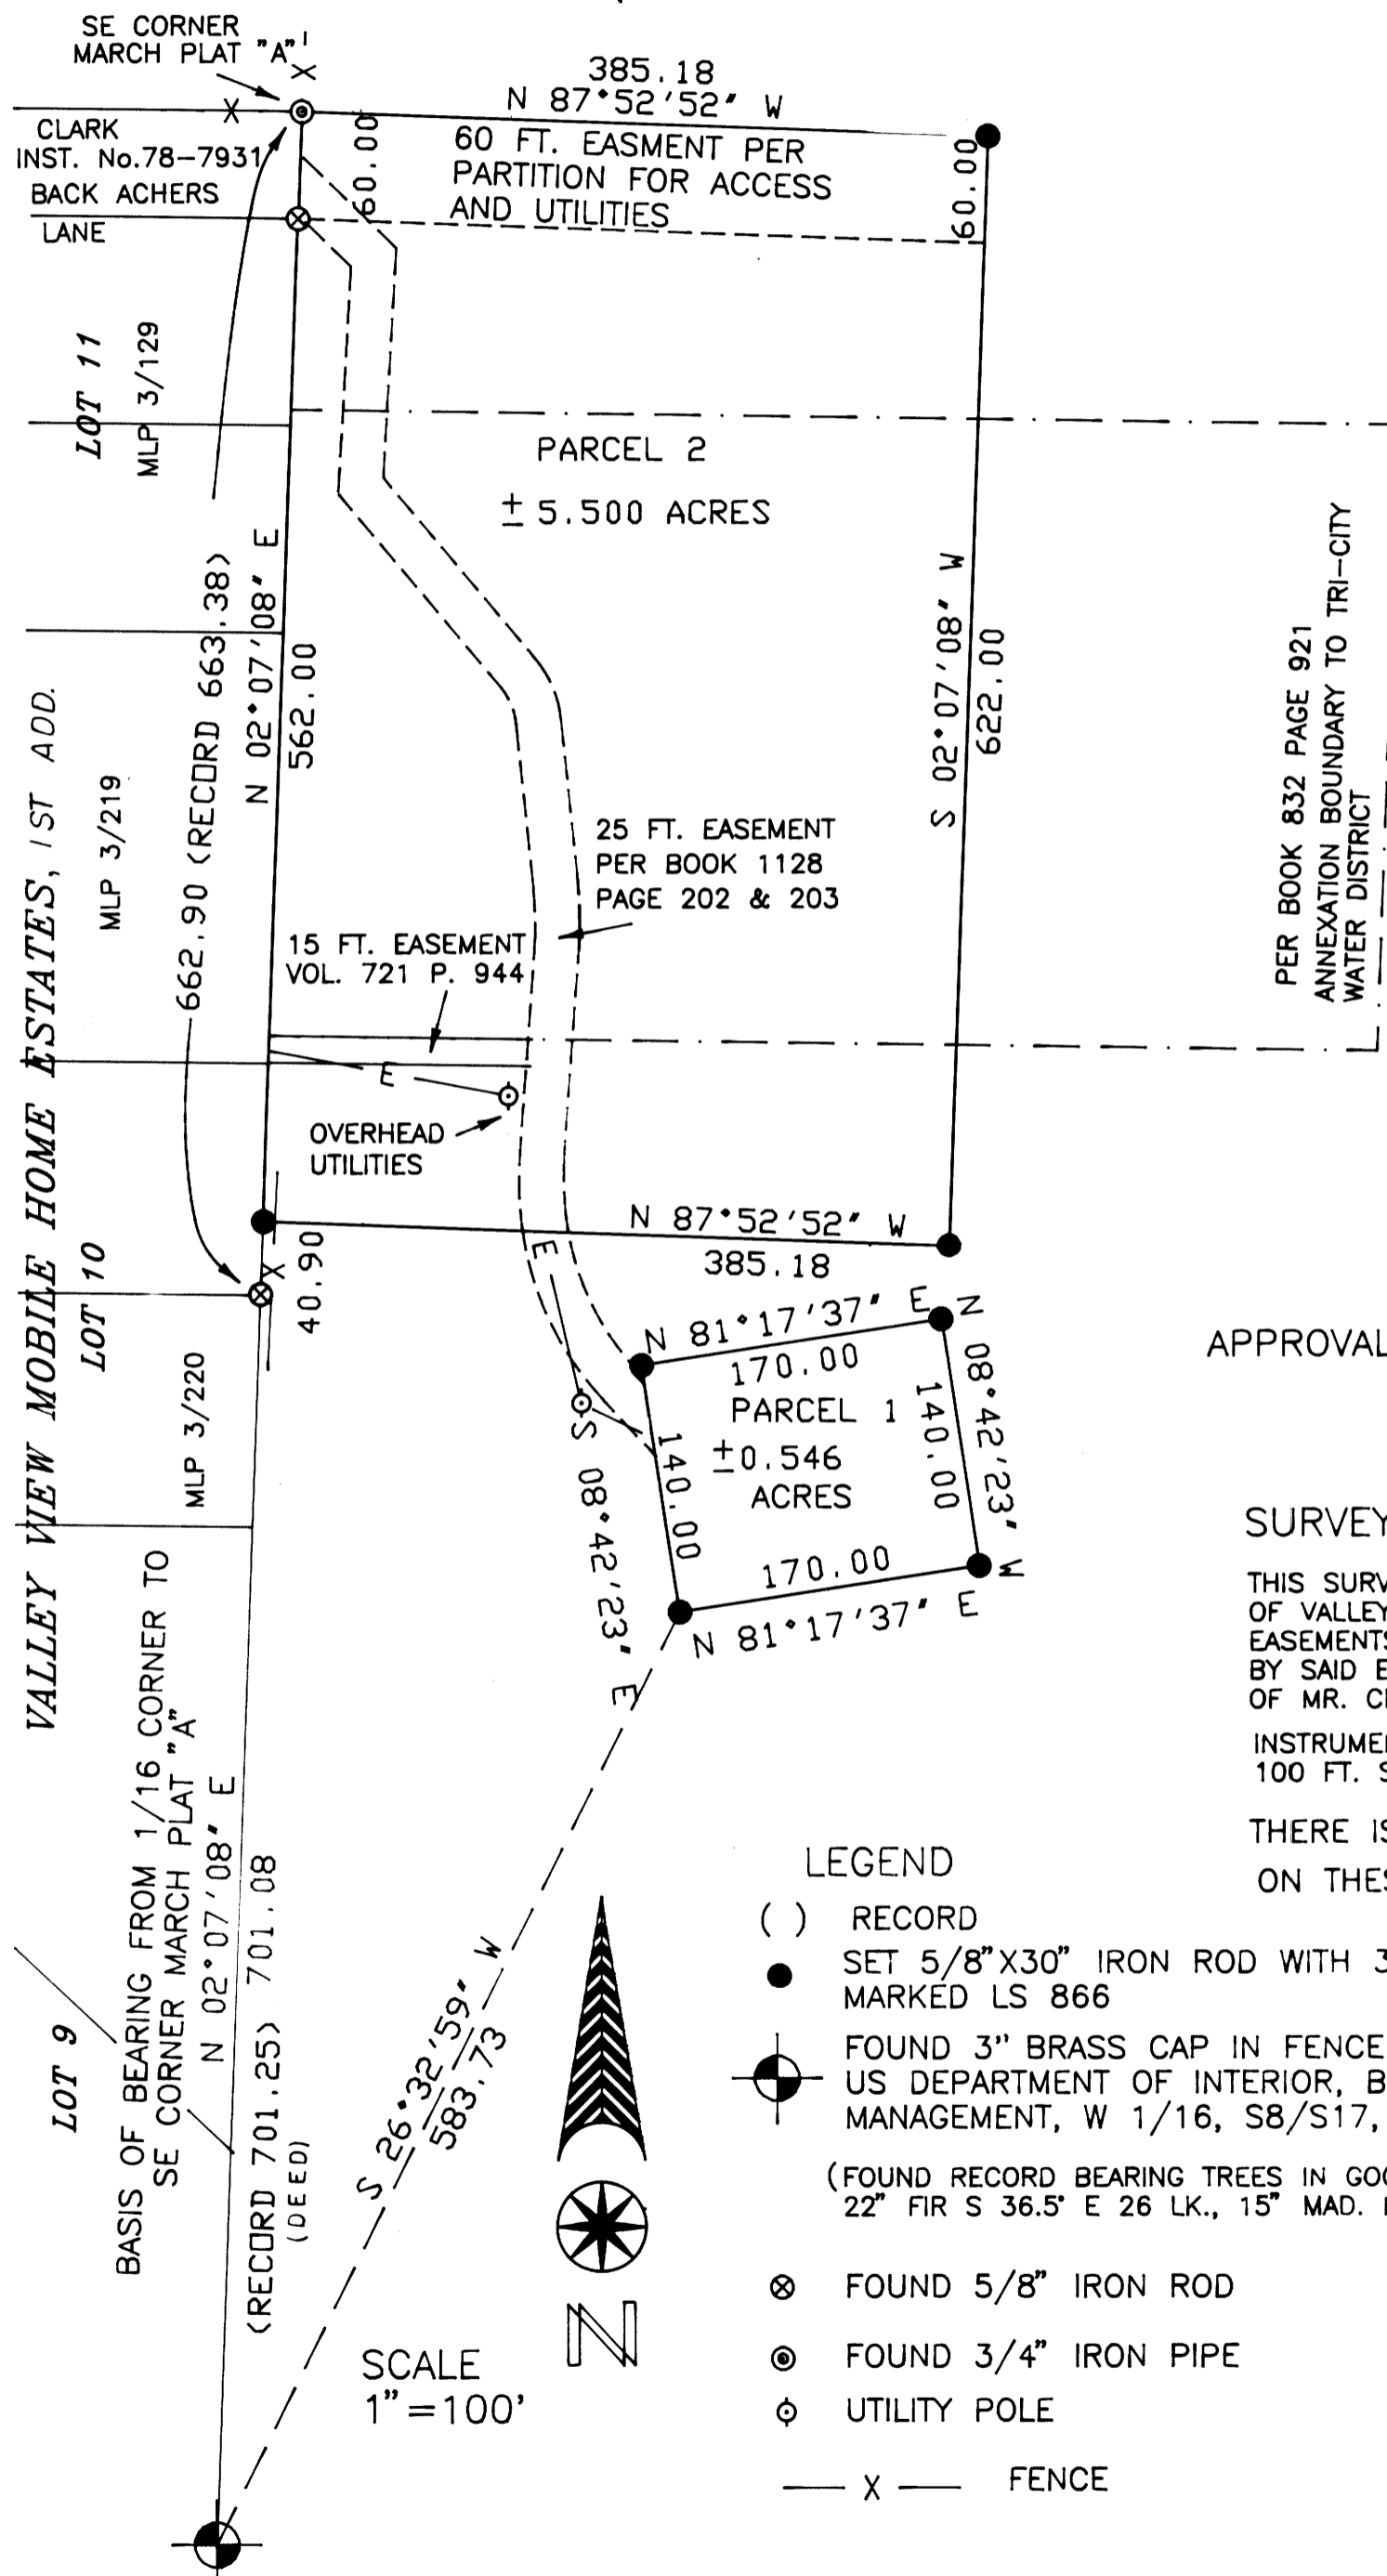 SE CORNER
MARCH PLAT "A"
385.18
N 87°52'52" W
CLARK
INST. No.78-7931
BACK ACHERS
LANE
60.00
60 FT. EASMENT PER
PARTITION FOR ACCESS
AND UTILITIES
60.00
LOT 11
MLP 3/129
PARCEL 2
± 5.500 ACRES
662.90 (RECORD 663.38)
N 02°07'08" E
562.00
S 02°07'08" W
622.00
PER BOOK 832 PAGE 921
ANNEXATION BOUNDARY TO TRI-CITY
WATER DISTRICT
VALLEY VIEW MOBILE HOME ESTATES, 1ST ADD.
MLP 3/219
25 FT. EASEMENT
PER BOOK 1128
PAGE 202 & 203
15 FT. EASEMENT
VOL. 721 P. 944
E
OVERHEAD
UTILITIES
N 87°52'52" W
385.18
40.90
X
E
LOT 10
MLP 3/220
N 81°17'37" E
170.00
N 08°42'23" W
140.00
PARCEL 1
±0.546
ACRES
140.00
S 08°42'23" E
170.00
N 81°17'37" E
APPROVAL
SURVEY
THIS SURV
OF VALLEY
EASEMENTS
BY SAID E
OF MR. C
INSTRUME
100 FT. S
THERE IS
ON THES
BASIS OF BEARING FROM 1/16 CORNER TO
SE CORNER MARCH PLAT "A"
N 02°07'08" E
(RECORD 701.25) 701.08
(DEED)
LOT 9
S 26°32'59" W
583.73
N
SCALE
1"=100'
LEGEND
( ) RECORD
SET 5/8"X30" IRON ROD WITH 3
MARKED LS 866
FOUND 3" BRASS CAP IN FENCE
US DEPARTMENT OF INTERIOR, B
MANAGEMENT, W 1/16, S8/S17,
(FOUND RECORD BEARING TREES IN GOO
22" FIR S 36.5° E 26 LK., 15" MAD.
FOUND 5/8" IRON ROD
FOUND 3/4" IRON PIPE
UTILITY POLE
X FENCE